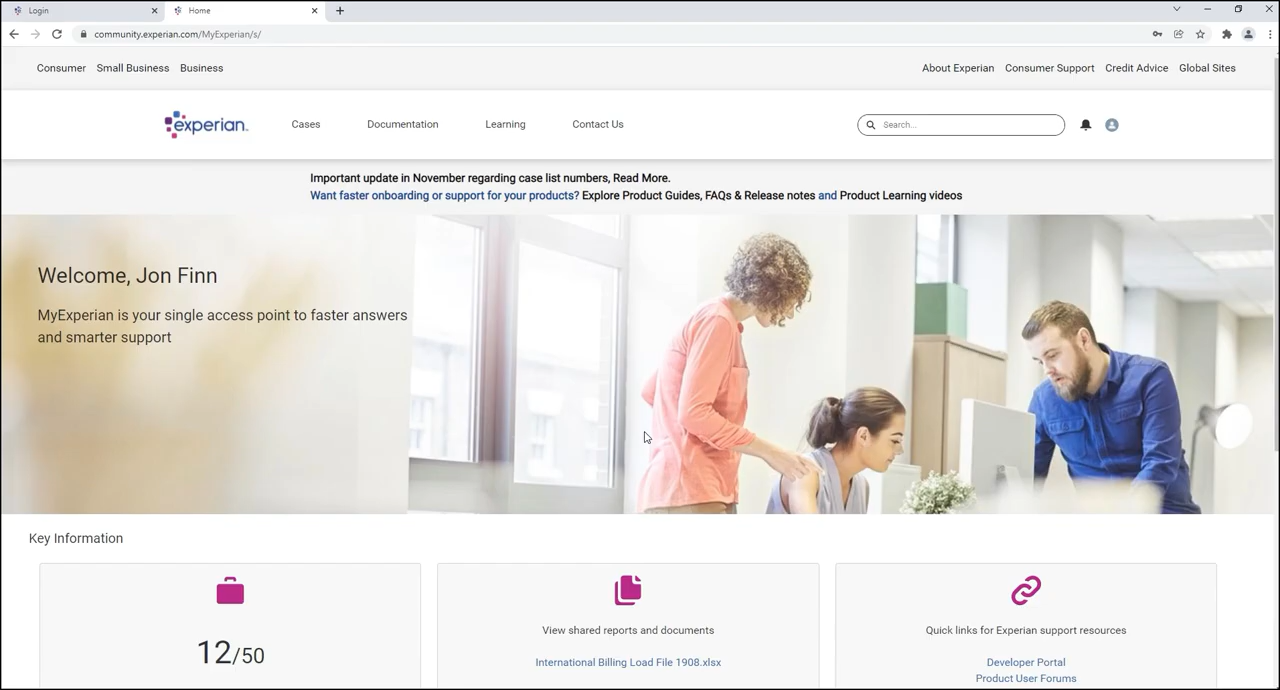 Login
Home
community.experian.com/MyExperian/s/
Consumer Small Business Business
About Experian Consumer Support Credit Advice Global Sites
experian.
Cases Documentation Learning Contact Us
Search...
Important update in November regarding case list numbers, Read More.
Want faster onboarding or support for your products? Explore Product Guides, FAQs & Release notes and Product Learning videos
Welcome, Jon Finn
MyExperian is your single access point to faster answers
and smarter support
Key Information
12/50
View shared reports and documents
International Billing Load File 1908.xlsx
Quick links for Experian support resources
Developer Portal
Product User Forums